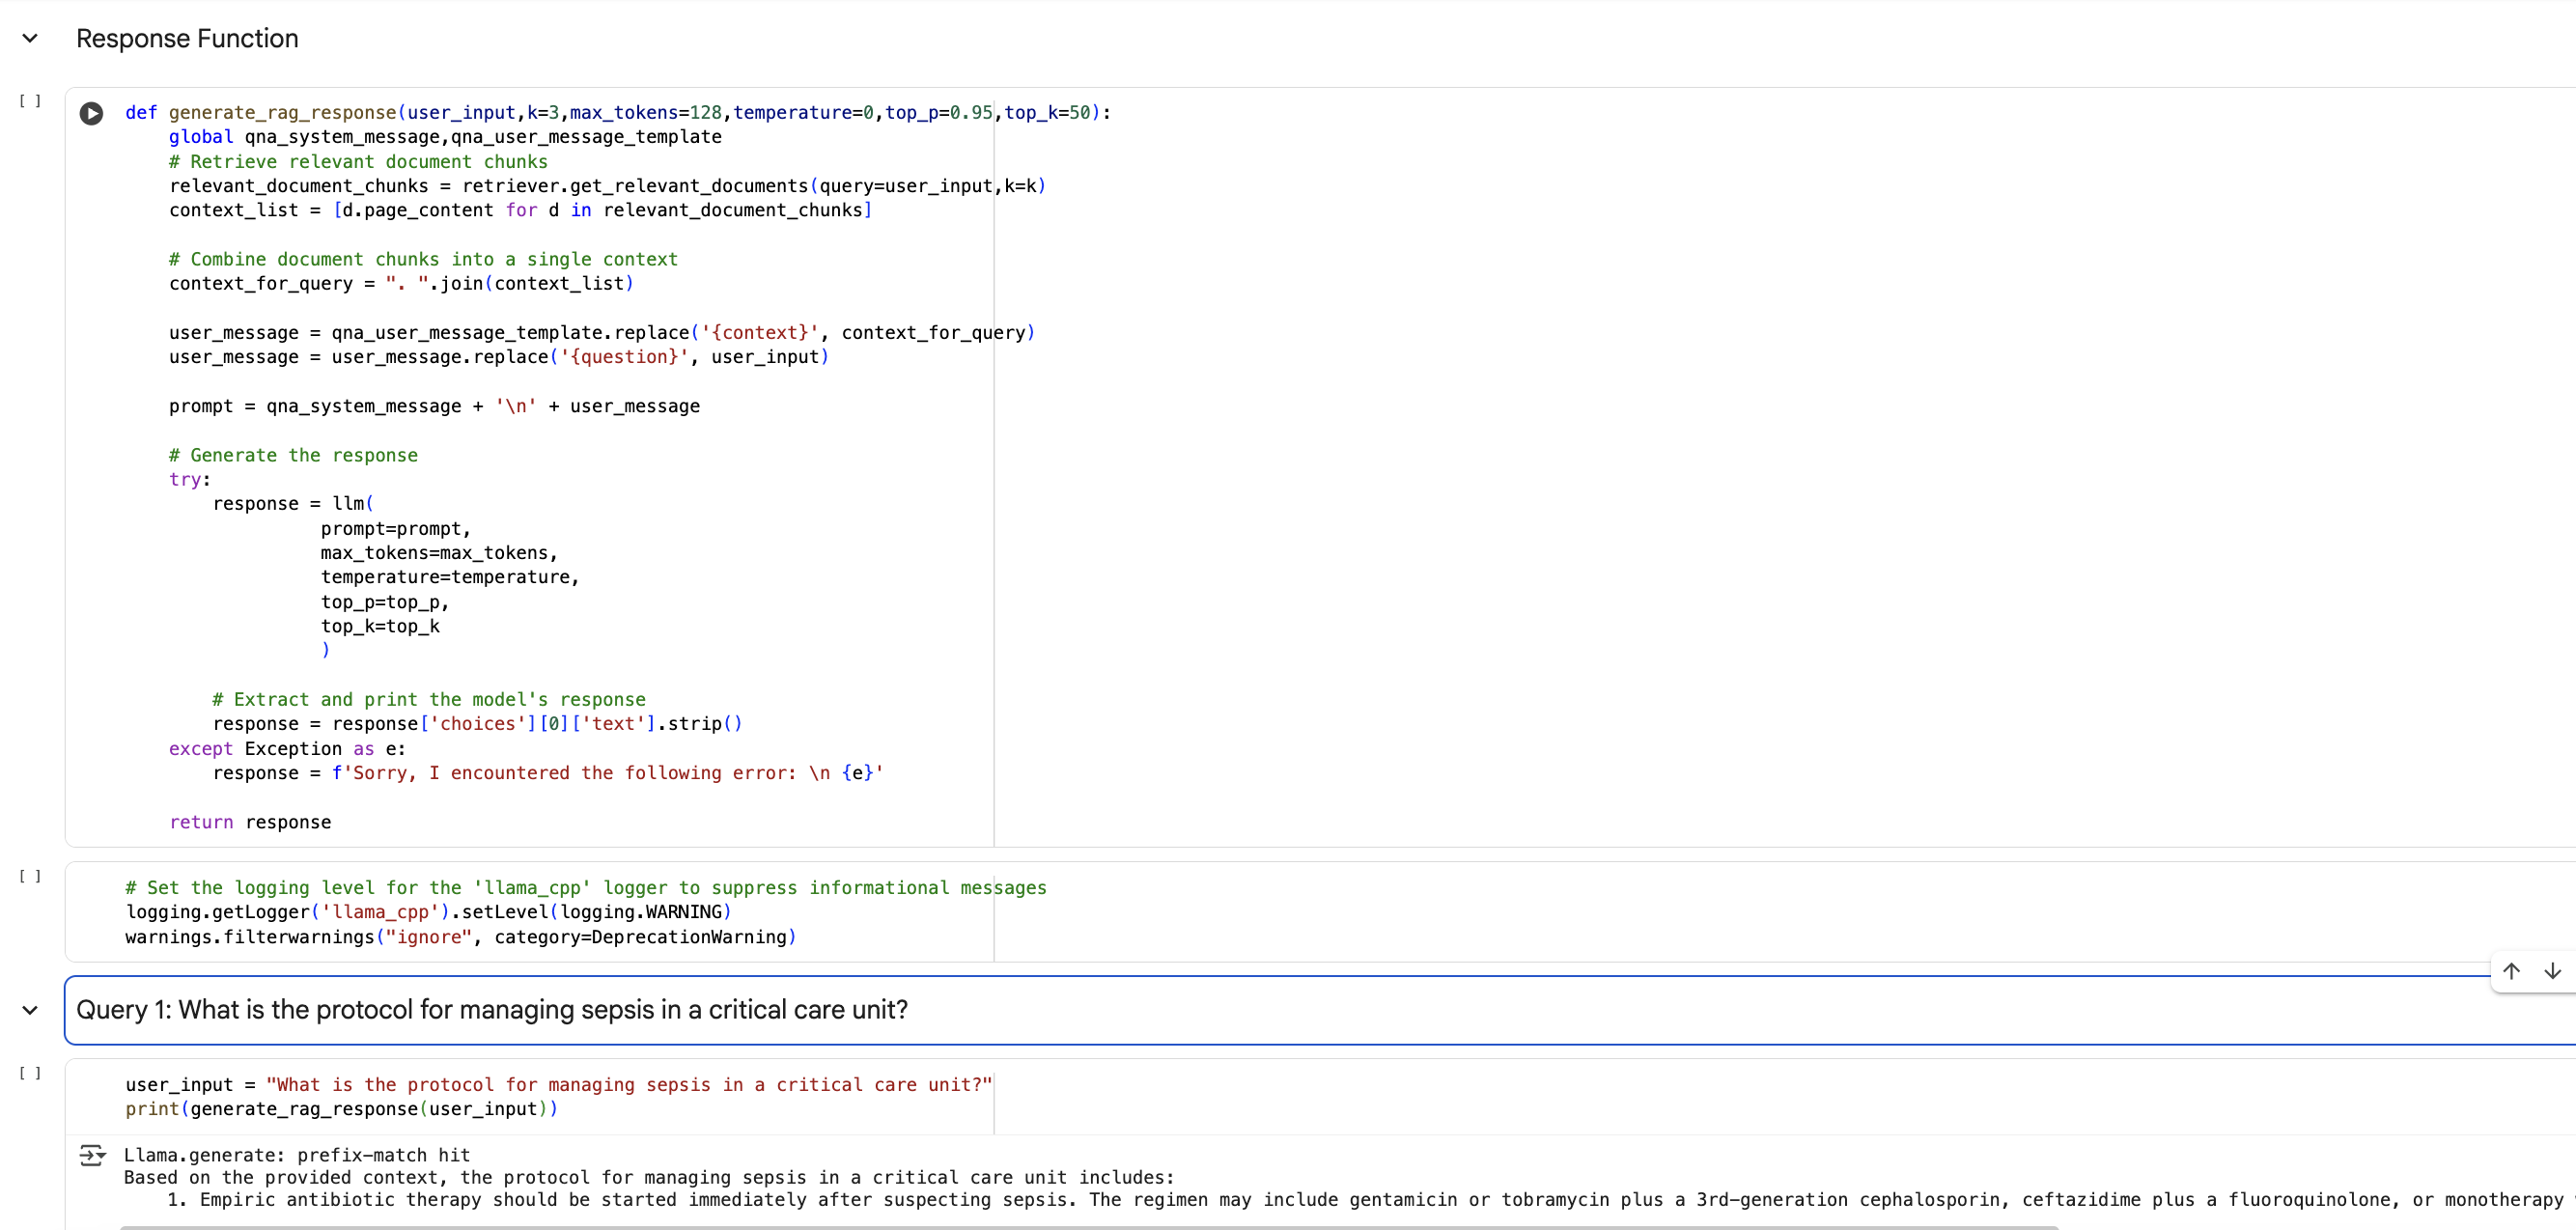 Response Function
[ ]
def generate_rag_response(user_input,k=3,max_tokens=128,temperature=0,top_p=0.95,top_k=50):
    global qna_system_message,qna_user_message_template
    # Retrieve relevant document chunks
    relevant_document_chunks = retriever.get_relevant_documents(query=user_input,k=k)
    context_list = [d.page_content for d in relevant_document_chunks]

    # Combine document chunks into a single context
    context_for_query = ". ".join(context_list)

    user_message = qna_user_message_template.replace('{context}', context_for_query)
    user_message = user_message.replace('{question}', user_input)

    prompt = qna_system_message + '\n' + user_message

    # Generate the response
    try:
        response = llm(
                  prompt=prompt,
                  max_tokens=max_tokens,
                  temperature=temperature,
                  top_p=top_p,
                  top_k=top_k
                  )

        # Extract and print the model's response
        response = response['choices'][0]['text'].strip()
    except Exception as e:
        response = f'Sorry, I encountered the following error: \n {e}'

    return response
[ ]
# Set the logging level for the 'llama_cpp' logger to suppress informational messages
logging.getLogger('llama_cpp').setLevel(logging.WARNING)
warnings.filterwarnings("ignore", category=DeprecationWarning)
Query 1: What is the protocol for managing sepsis in a critical care unit?
[ ]
user_input = "What is the protocol for managing sepsis in a critical care unit?"
print(generate_rag_response(user_input))
Llama.generate: prefix-match hit
Based on the provided context, the protocol for managing sepsis in a critical care unit includes:
    1. Empiric antibiotic therapy should be started immediately after suspecting sepsis. The regimen may include gentamicin or tobramycin plus a 3rd-generation cephalosporin, ceftazidime plus a fluoroquinolone, or monotherapy